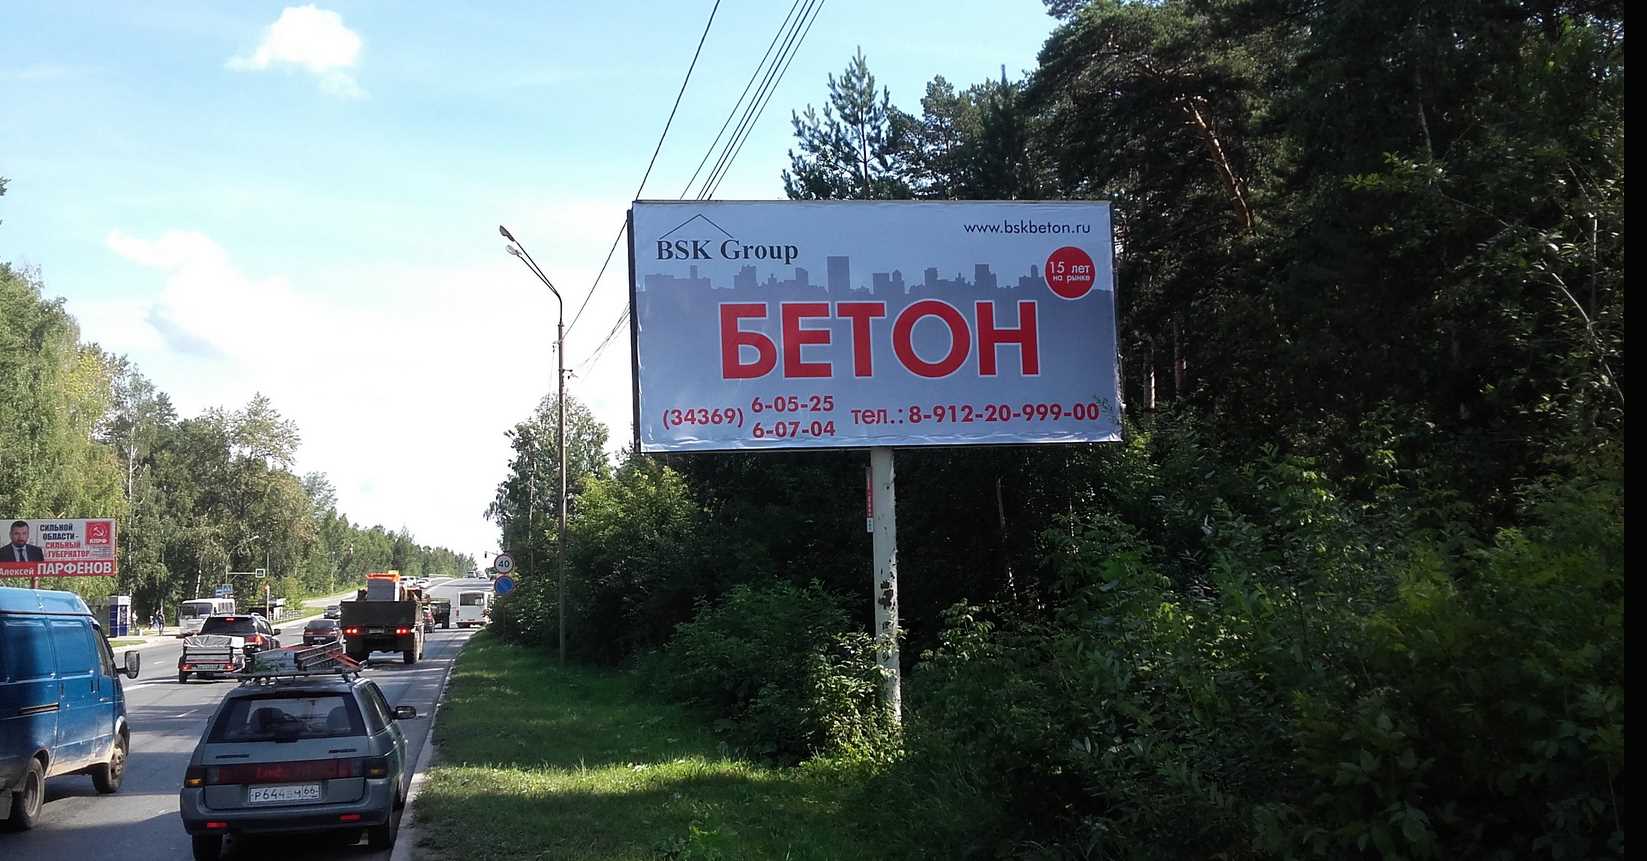 BSK Group
www.bskbeton.ru
15 лет
на рынке
БЕТОН
(34369) 6-05-25
6-07-04
тел.: 8-912-20-999-00
СИЛЬНОЙ
ОБЛАСТИ-
СИЛЬНЫЙ
ГУБЕРНАТОР
КПРФ
Алексей ПАРФЕНОВ
40